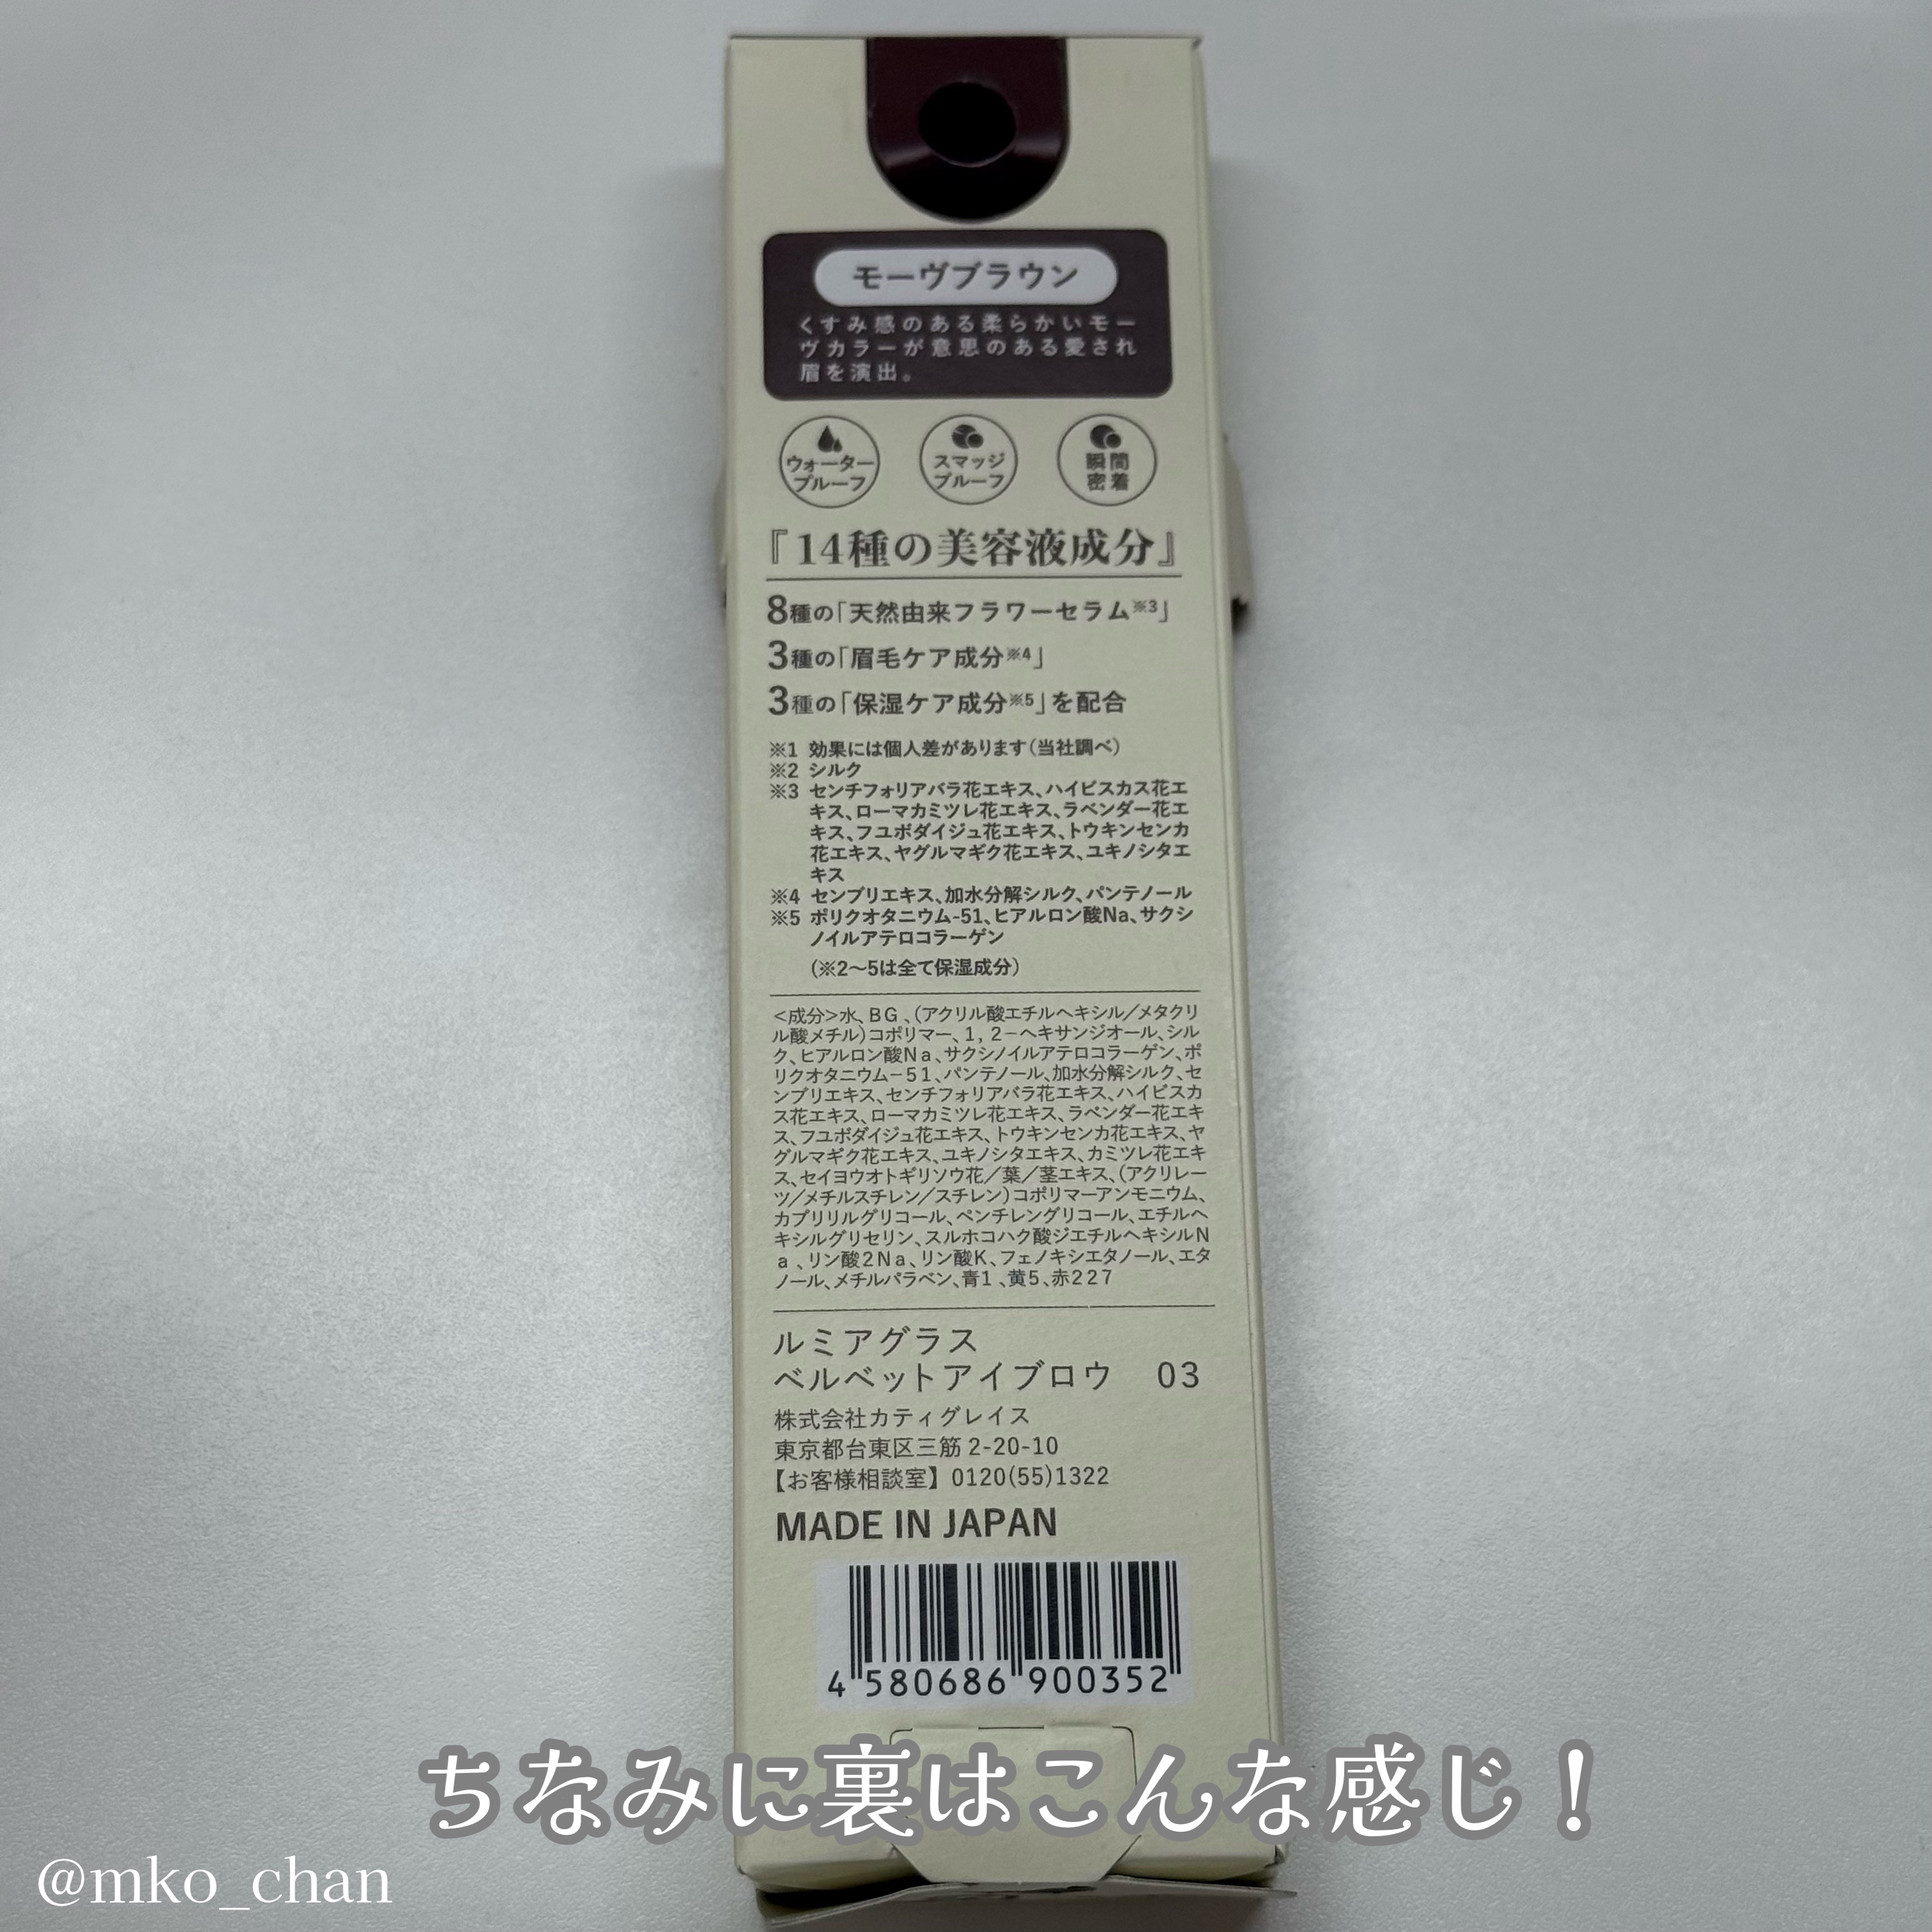 モーヴブラウン
くすみ感のある柔らかいモー
ヴカラーが意思のある愛され
眉を演出。
ウォーター
プルーフ
スマッジ
プルーフ
瞬間
密着
『14種の美容液成分』
8種の「天然由来フラワーセラム※3」
3種の「眉毛ケア成分※4」
3種の「保湿ケア成分※5」を配合
※1 効果には個人差があります(当社調べ)
※2 シルク
※3 センチフォリアバラ花エキス、ハイビスカス花エ
キス、ローマカミツレ花エキス、ラベンダー花エ
キス、フユボダイジュ花エキス、トウキンセンカ
花エキス、ヤグルマギク花エキス、ユキノシタエ
キス
※4 センブリエキス、加水分解シルク、パンテノール
※5 ポリクオタニウム-51、ヒアルロン酸Na、サクシ
ノイルアテロコラーゲン
(※2〜5は全て保湿成分)
<成分>水、BG、(アクリル酸エチルヘキシル/メタクリ
ル酸メチル)コポリマー、1,2-ヘキサンジオール、シル
ク、ヒアルロン酸Na、サクシノイルアテロコラーゲン、ポ
リクオタニウム-51、パンテノール、加水分解シルク、セ
ンブリエキス、センチフォリアバラ花エキス、ハイビスカ
ス花エキス、ローマカミツレ花エキス、ラベンダー花エキ
ス、フユボダイジュ花エキス、トウキンセンカ花エキス、ヤ
グルマギク花エキス、ユキノシタエキス、カミツレ花エキ
ス、セイヨウオトギリソウ花/葉/茎エキス、(アクリレー
ツ/メチルスチレン/スチレン)コポリマーアンモニウム、
カプリリルグリコール、ペンチレングリコール、エチルヘ
キシルグリセリン、スルホコハク酸ジエチルヘキシルN
a、リン酸2Na、リン酸K、フェノキシエタノール、エタ
ノール、メチルパラベン、青1、黄5、赤227
ルミアグラス
ベルベットアイブロウ 03
株式会社カティグレイス
東京都台東区三筋 2-20-10
【お客様相談室】0120(55)1322
MADE IN JAPAN
4 580686 900352
ちなみに裏はこんな感じ！
@mko_chan